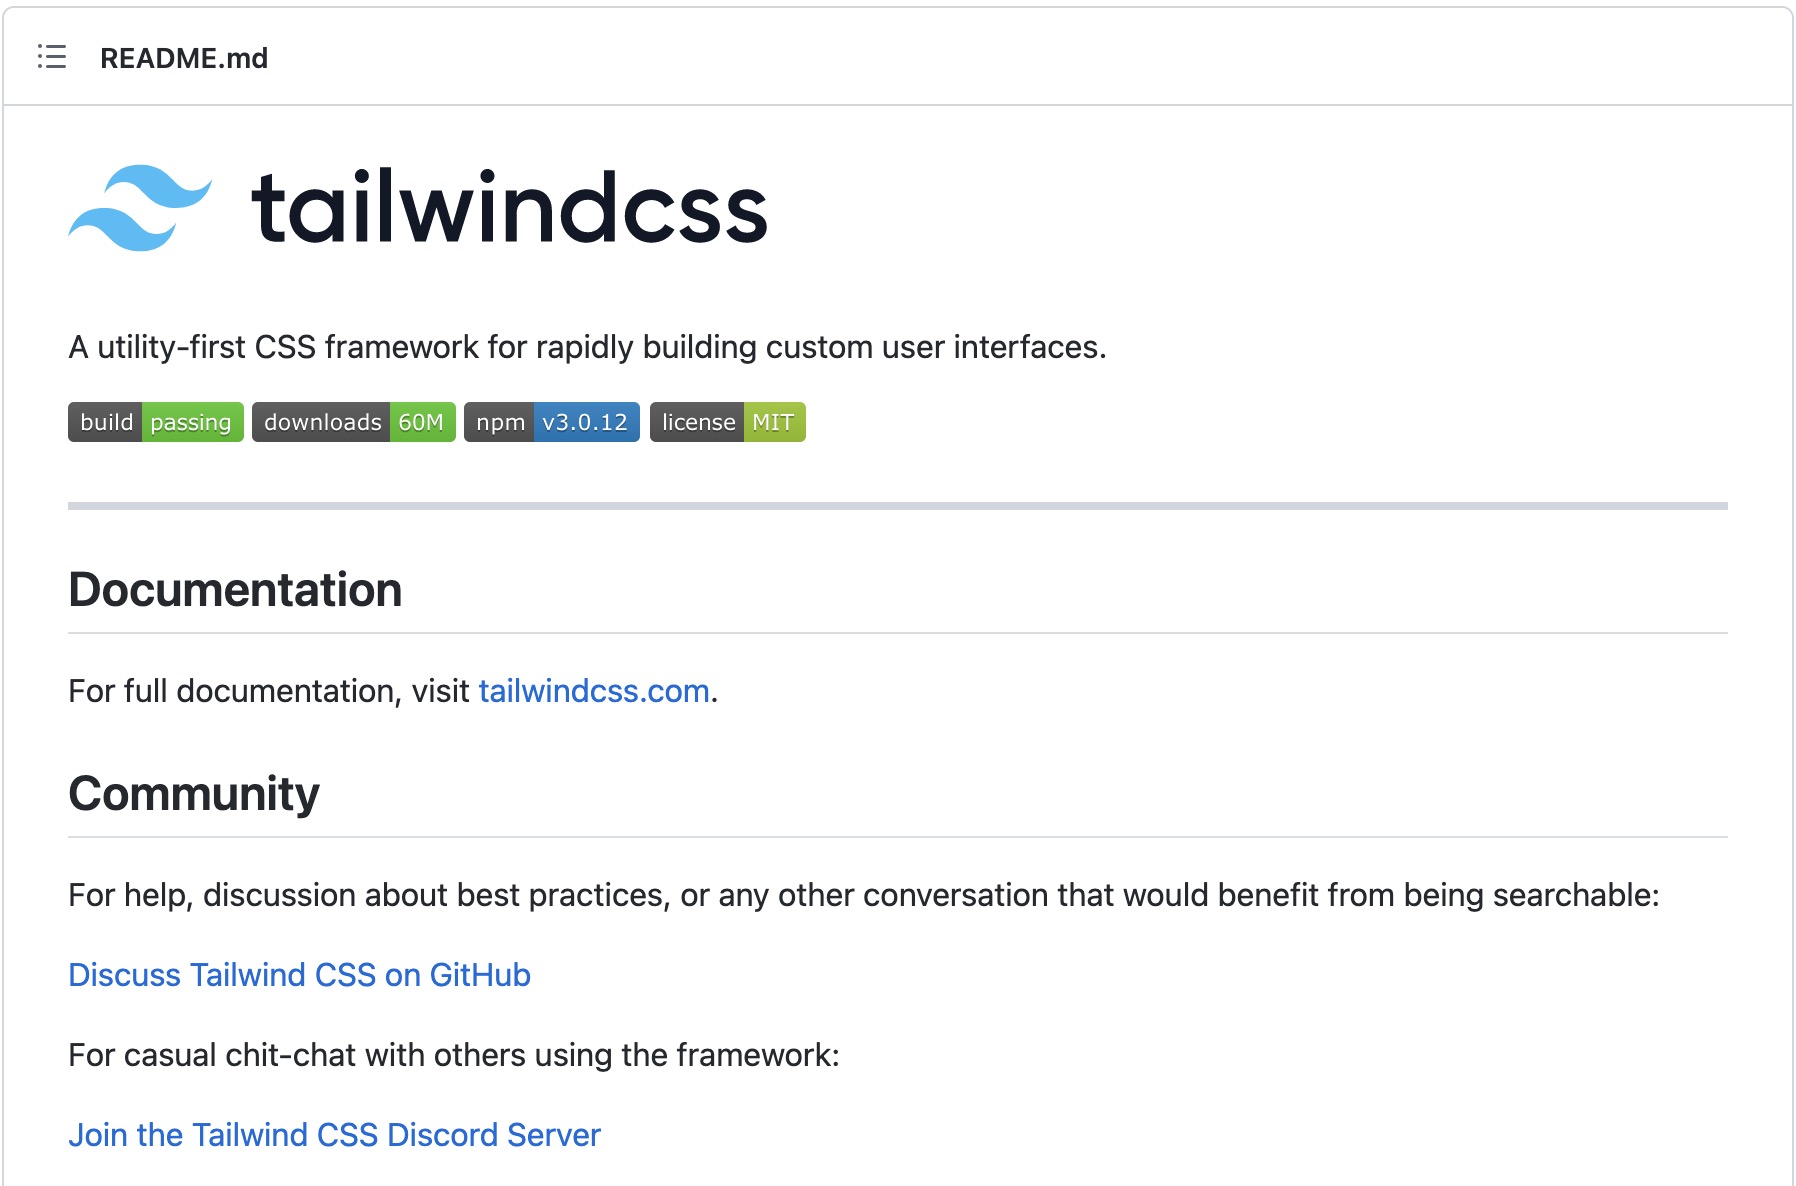 README.md
tailwindcss
A utility-first CSS framework for rapidly building custom user interfaces.
build passing downloads 60M npm v3.0.12 license MIT
Documentation
For full documentation, visit tailwindcss.com.
Community
For help, discussion about best practices, or any other conversation that would benefit from being searchable:
Discuss Tailwind CSS on GitHub
For casual chit-chat with others using the framework:
Join the Tailwind CSS Discord Server